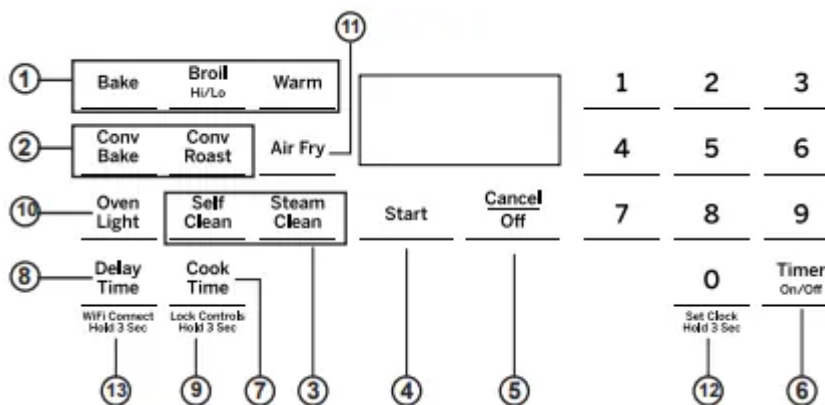 11
1
Bake
Broil
Hi/Lo
Warm
1
2
3
2
Conv
Bake
Conv
Roast
Air Fry
4
5
6
10
Oven
Light
Self
Clean
Steam
Clean
Start
Cancel
Off
7
8
9
8
Delay
Time
Cook
Time
0
Timer
On/Off
WiFi Connect
Hold 3 Sec
Lock Controls
Hold 3 Sec
Set Clock
Hold 3 Sec
13
9
7
3
4
5
12
6